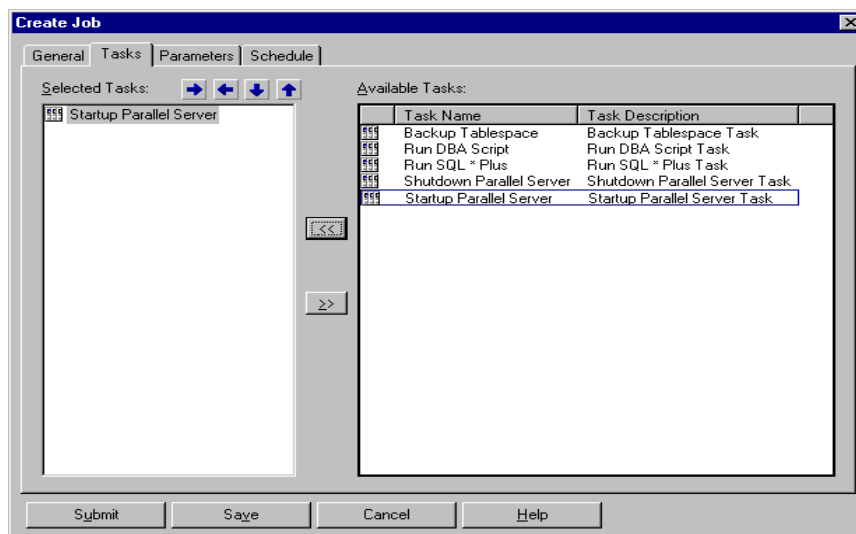 Create Job
General Tasks Parameters Schedule
Selected Tasks:
Startup Parallel Server
<<
>>
Available Tasks:
Task Name Task Description
Backup Tablespace Backup Tablespace Task
Run DBA Script Run DBA Script Task
Run SQL * Plus Run SQL * Plus Task
Shutdown Parallel Server Shutdown Parallel Server Task
Startup Parallel Server Startup Parallel Server Task
Submit Save Cancel Help